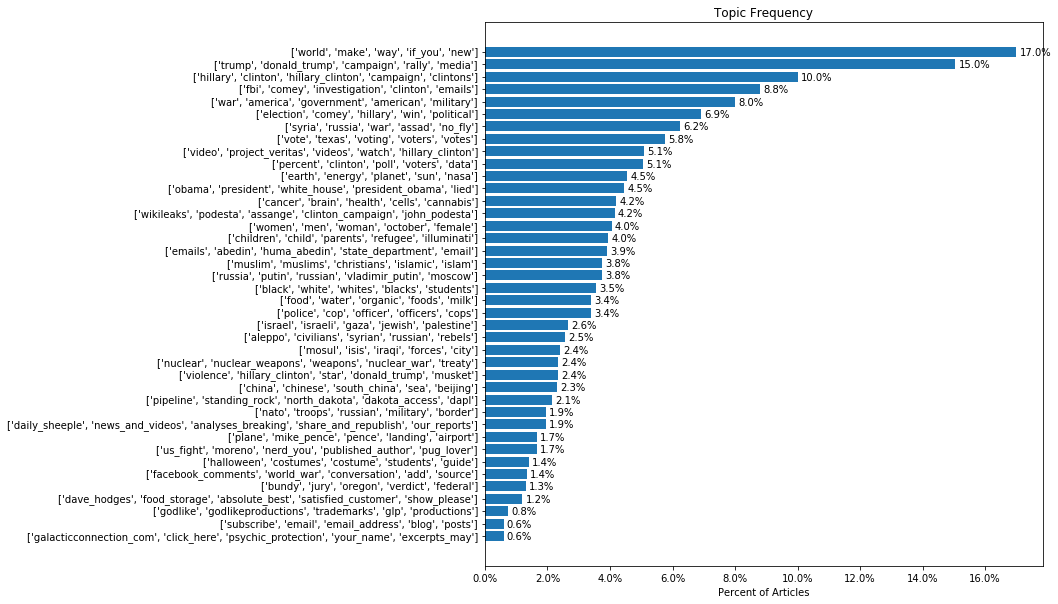 Topic Frequency
['world', 'make', 'way', 'if_you', 'new'] 17.0%
['trump', 'donald_trump', 'campaign', 'rally', 'media'] 15.0%
['hillary', 'clinton', 'hillary_clinton', 'campaign', 'clintons'] 10.0%
['fbi', 'comey', 'investigation', 'clinton', 'emails'] 8.8%
['war', 'america', 'government', 'american', 'military'] 8.0%
['election', 'comey', 'hillary', 'win', 'political'] 6.9%
['syria', 'russia', 'war', 'assad', 'no_fly'] 6.2%
['vote', 'texas', 'voting', 'voters', 'votes'] 5.8%
['video', 'project_veritas', 'videos', 'watch', 'hillary_clinton'] 5.1%
['percent', 'clinton', 'poll', 'voters', 'data'] 5.1%
['earth', 'energy', 'planet', 'sun', 'nasa'] 4.5%
['obama', 'president', 'white_house', 'president_obama', 'lied'] 4.5%
['cancer', 'brain', 'health', 'cells', 'cannabis'] 4.2%
['wikileaks', 'podesta', 'assange', 'clinton_campaign', 'john_podesta'] 4.2%
['women', 'men', 'woman', 'october', 'female'] 4.0%
['children', 'child', 'parents', 'refugee', 'illuminati'] 4.0%
['emails', 'abedin', 'huma_abedin', 'state_department', 'email'] 3.9%
['muslim', 'muslims', 'christians', 'islamic', 'islam'] 3.8%
['russia', 'putin', 'russian', 'vladimir_putin', 'moscow'] 3.8%
['black', 'white', 'whites', 'blacks', 'students'] 3.5%
['food', 'water', 'organic', 'foods', 'milk'] 3.4%
['police', 'cop', 'officer', 'officers', 'cops'] 3.4%
['israel', 'israeli', 'gaza', 'jewish', 'palestine'] 2.6%
['aleppo', 'civilians', 'syrian', 'russian', 'rebels'] 2.5%
['mosul', 'isis', 'iraqi', 'forces', 'city'] 2.4%
['nuclear', 'nuclear_weapons', 'weapons', 'nuclear_war', 'treaty'] 2.4%
['violence', 'hillary_clinton', 'star', 'donald_trump', 'musket'] 2.4%
['china', 'chinese', 'south_china', 'sea', 'beijing'] 2.3%
['pipeline', 'standing_rock', 'north_dakota', 'dakota_access', 'dapl'] 2.1%
['nato', 'troops', 'russian', 'military', 'border'] 1.9%
['daily_sheeple', 'news_and_videos', 'analyses_breaking', 'share_and_republish', 'our_reports'] 1.9%
['plane', 'mike_pence', 'pence', 'landing', 'airport'] 1.7%
['us_fight', 'moreno', 'nerd_you', 'published_author', 'pug_lover'] 1.7%
['halloween', 'costumes', 'costume', 'students', 'guide'] 1.4%
['facebook_comments', 'world_war', 'conversation', 'add', 'source'] 1.4%
['bundy', 'jury', 'oregon', 'verdict', 'federal'] 1.3%
['dave_hodges', 'food_storage', 'absolute_best', 'satisfied_customer', 'show_please'] 1.2%
['godlike', 'godlikeproductions', 'trademarks', 'glp', 'productions'] 0.8%
['subscribe', 'email', 'email_address', 'blog', 'posts'] 0.6%
['galacticconnection_com', 'click_here', 'psychic_protection', 'your_name', 'excerpts_may'] 0.6%
0.0% 2.0% 4.0% 6.0% 8.0% 10.0% 12.0% 14.0% 16.0%
Percent of Articles